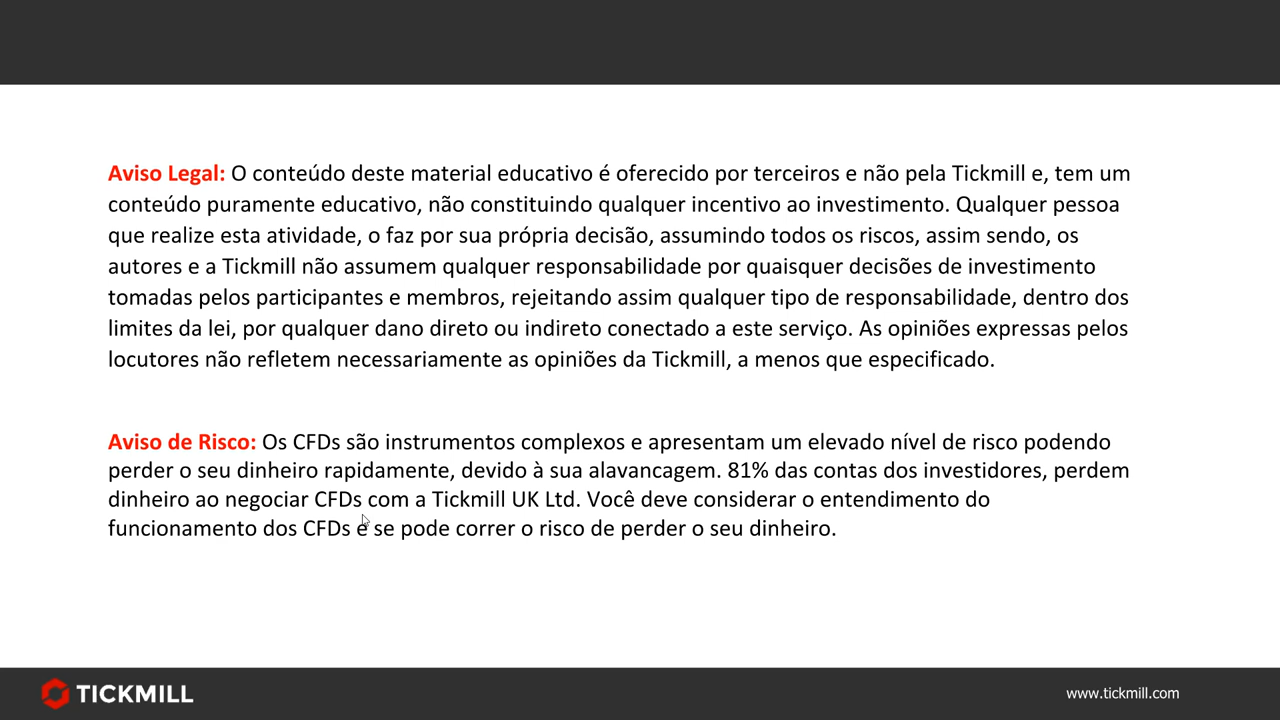 Aviso Legal: O conteúdo deste material educativo é oferecido por terceiros e não pela Tickmill e, tem um
conteúdo puramente educativo, não constituindo qualquer incentivo ao investimento. Qualquer pessoa
que realize esta atividade, o faz por sua própria decisão, assumindo todos os riscos, assim sendo, os
autores e a Tickmill não assumem qualquer responsabilidade por quaisquer decisões de investimento
tomadas pelos participantes e membros, rejeitando assim qualquer tipo de responsabilidade, dentro dos
limites da lei, por qualquer dano direto ou indireto conectado a este serviço. As opiniões expressas pelos
locutores não refletem necessariamente as opiniões da Tickmill, a menos que especificado.
Aviso de Risco: Os CFDs são instrumentos complexos e apresentam um elevado nível de risco podendo
perder o seu dinheiro rapidamente, devido à sua alavancagem. 81% das contas dos investidores, perdem
dinheiro ao negociar CFDs com a Tickmill UK Ltd. Você deve considerar o entendimento do
funcionamento dos CFDs e se pode correr o risco de perder o seu dinheiro.
TICKMILL
www.tickmill.com